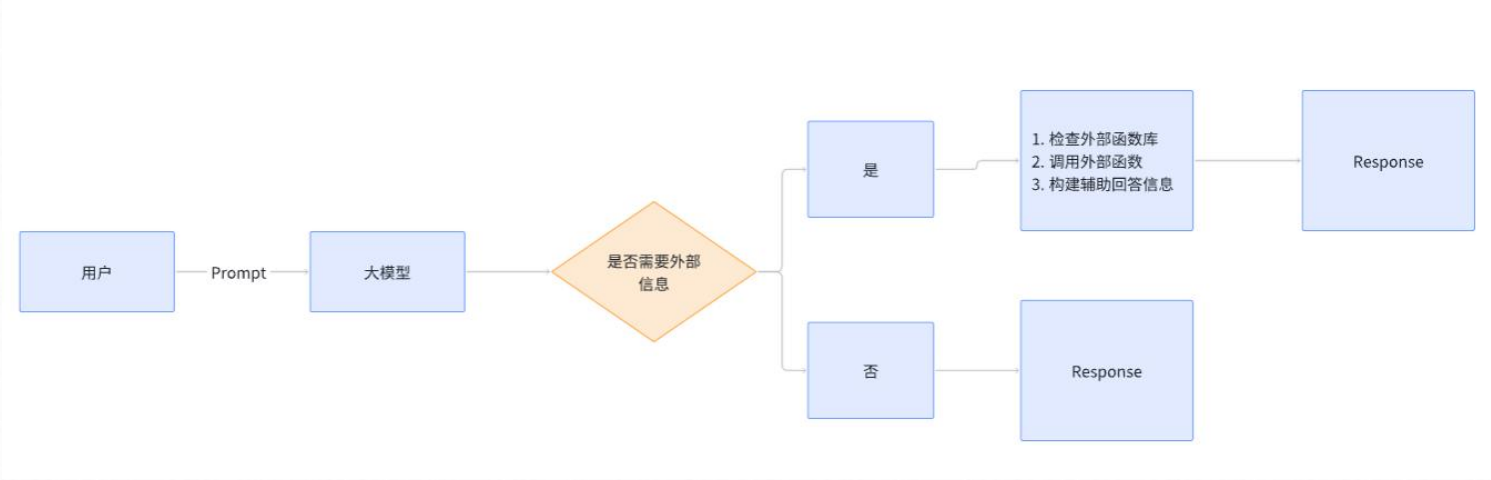 用户
Prompt
大模型
是否需要外部
信息
是
1. 检查外部函数库
2. 调用外部函数
3. 构建辅助回答信息
Response
否
Response